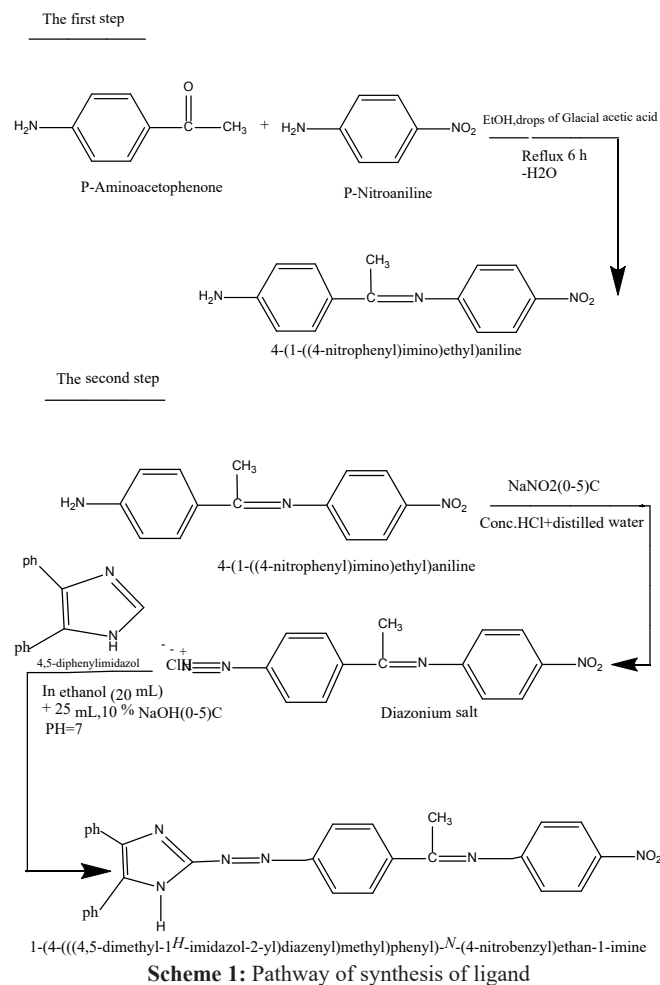 The first step
O
H₂N
C
CH₃
+
H₂N
NO₂
EtOH,drops of Glacial acetic acid
Reflux 6 h
-H2O
P-Aminoacetophenone
P-Nitroaniline
CH₃
H₂N
C
N
NO₂
4-(1-((4-nitrophenyl)imino)ethyl)aniline
The second step
CH₃
H₂N
C
N
NO₂
NaNO2(0-5)C
Conc.HCl+distilled water
4-(1-((4-nitrophenyl)imino)ethyl)aniline
ph
N
N
H
ph
4,5-diphenylimidazol
- - +
N
CH₃
C
N
NO₂
Diazonium salt
In ethanol (20 mL)
+ 25 mL,10 % NaOH(0-5)C
PH=7
ph
N
N
H
ph
N
N
CH₃
C
N
NO₂
1-(4-(((4,5-dimethyl-1H-imidazol-2-yl)diazenyl)methyl)phenyl)-N-(4-nitrobenzyl)ethan-1-imine
Scheme 1: Pathway of synthesis of ligand